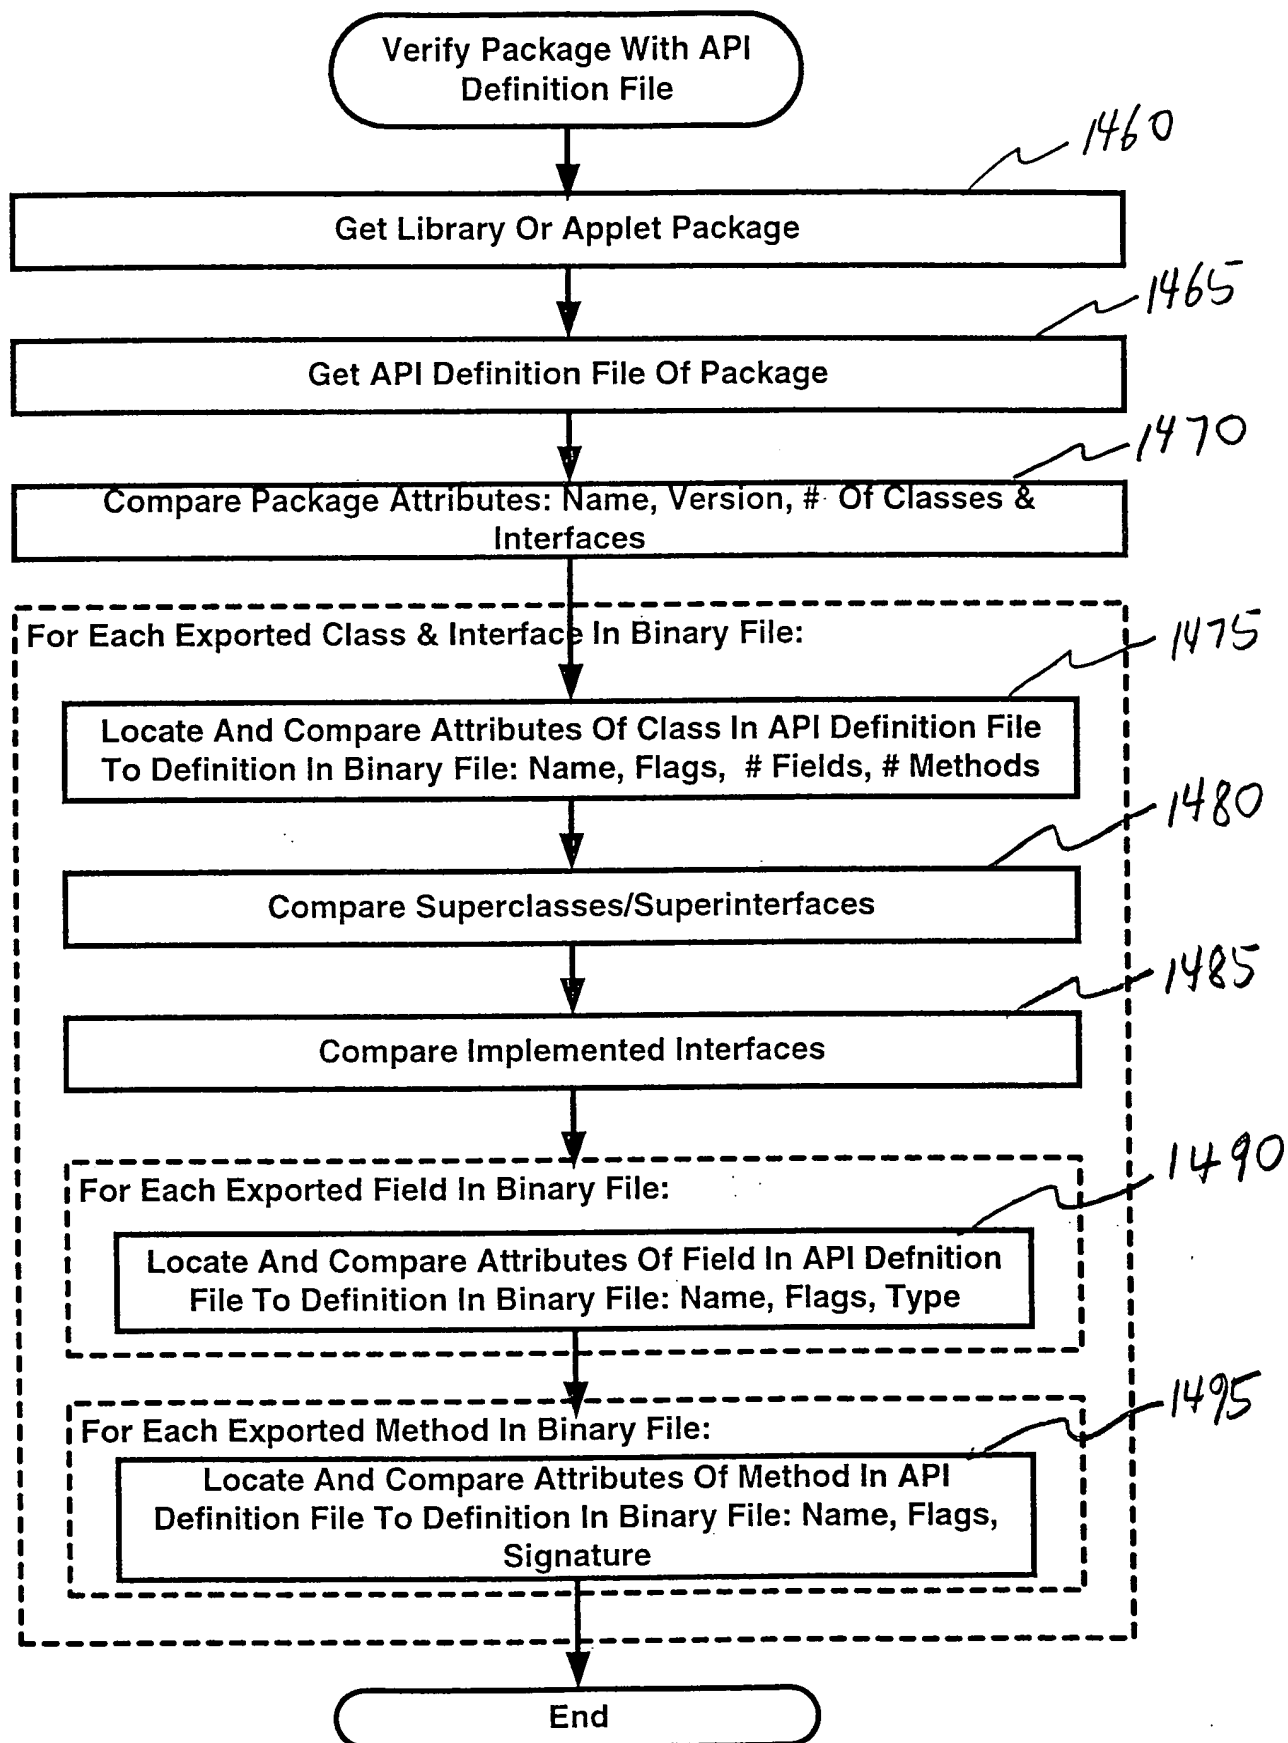 Verify Package With API
Definition File
1460
Get Library Or Applet Package
1465
Get API Definition File Of Package
1470
Compare Package Attributes: Name, Version, # Of Classes &
Interfaces
For Each Exported Class & Interface In Binary File:
1475
Locate And Compare Attributes Of Class In API Definition File
To Definition In Binary File: Name, Flags, # Fields, # Methods
1480
Compare Superclasses/Superinterfaces
1485
Compare Implemented Interfaces
1490
For Each Exported Field In Binary File:
Locate And Compare Attributes Of Field In API Defnition
File To Definition In Binary File: Name, Flags, Type
1495
For Each Exported Method In Binary File:
Locate And Compare Attributes Of Method In API
Definition File To Definition In Binary File: Name, Flags,
Signature
End